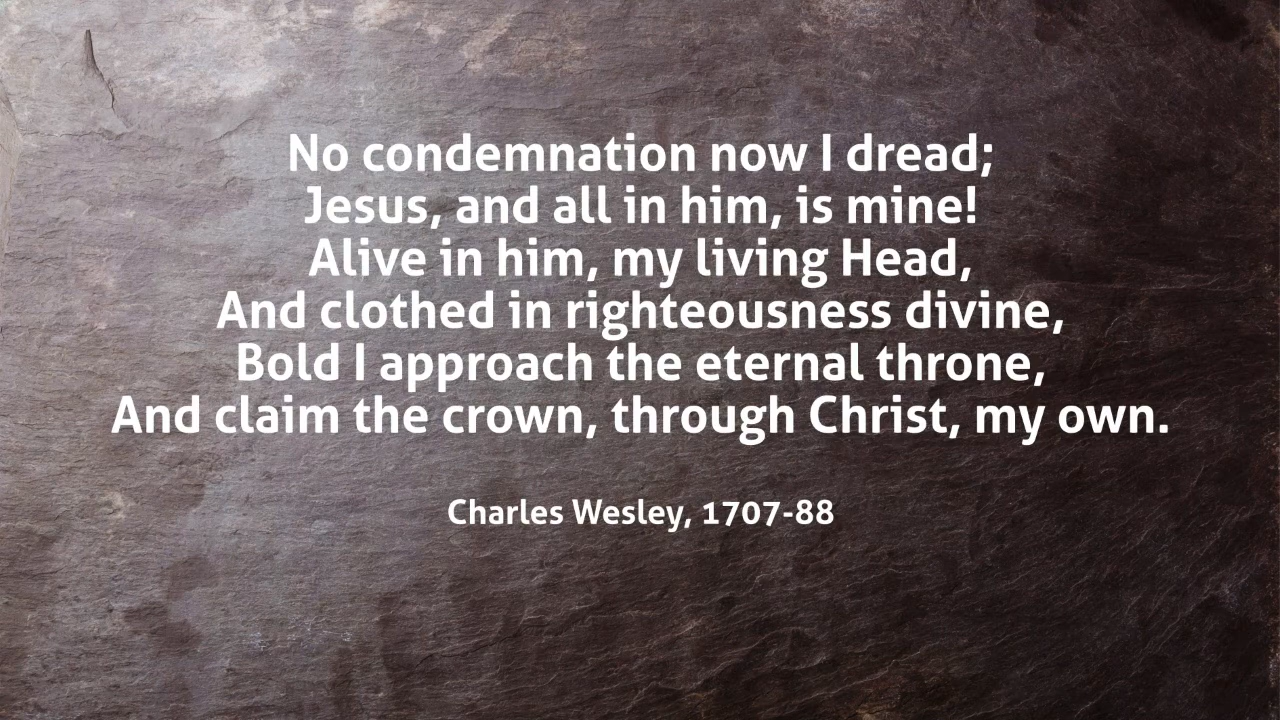 No condemnation now I dread;
Jesus, and all in him, is mine!
Alive in him, my living Head,
And clothed in righteousness divine,
Bold I approach the eternal throne,
And claim the crown, through Christ, my own.
Charles Wesley, 1707-88